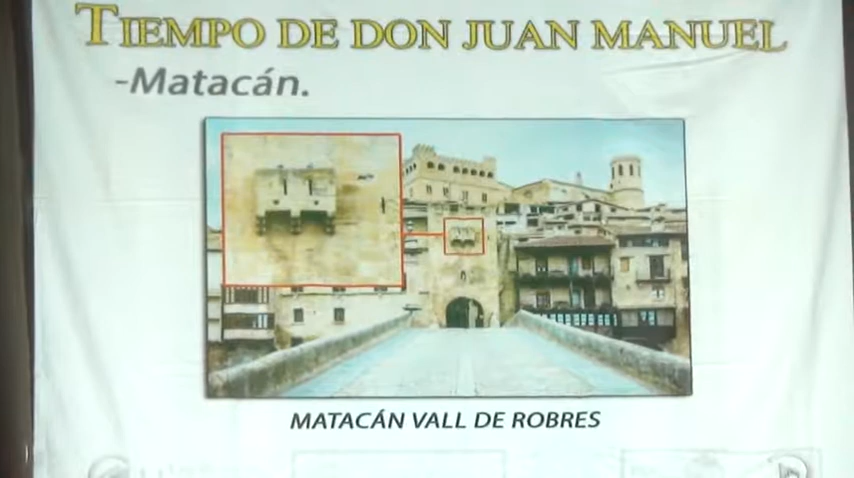 TIEMPO DE DON JUAN MANUEL
-Matacán.
MATACÁN VALL DE ROBRES